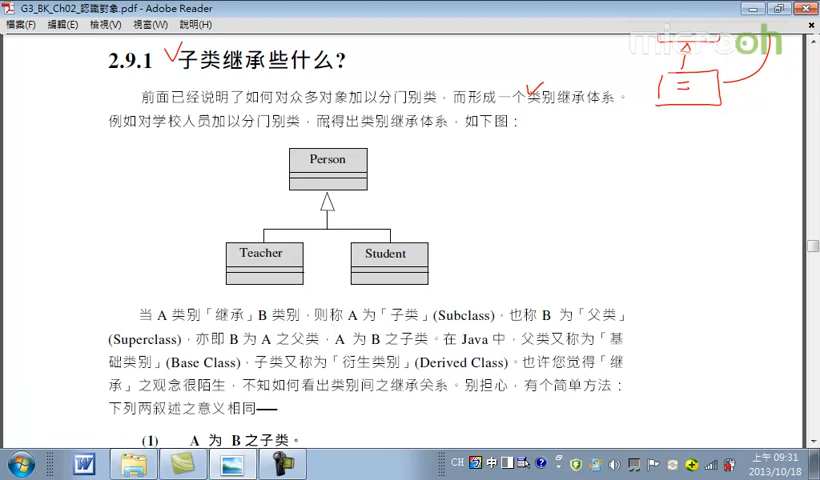 G3_BK_Ch02_認識對象.pdf - Adobe Reader
檔案(F) 編輯(E) 檢視(V) 視窗(W) 說明(H)
microoh
2.9.1 子类继承些什么?
前面已经说明了如何对众多对象加以分门别类，而形成一个类别继承体系。
例如对学校人员加以分门别类，而得出类别继承体系，如下图：
Person
Teacher Student
当 A 类别「继承」B 类别，则称 A 为「子类」(Subclass)，也称 B 为「父类」
(Superclass)，亦即 B 为 A 之父类，A 为 B 之子类。在 Java 中，父类又称为「基
础类别」(Base Class)，子类又称为「衍生类别」(Derived Class)。也许您觉得「继
承」之观念很陌生，不知如何看出类别间之继承关系。别担心，有个简单方法：
下列两叙述之意义相同──
(1) A 为 B 之子类。
CH 中
上午 09:31
2013/10/18